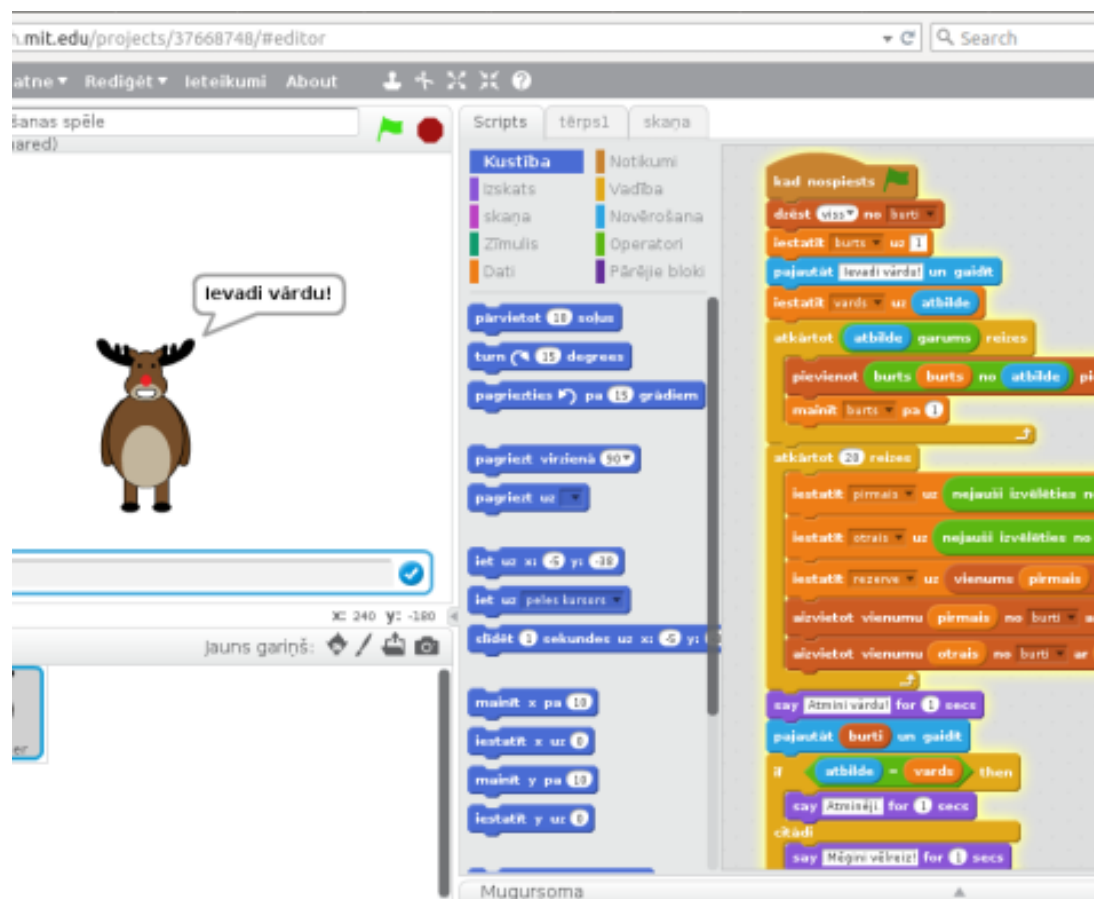 n.mit.edu/projects/37668748/#editor
Search
atne Rediģēt Ieteikumi About
šanas spēle
ared)
Scripts tērps1 skaņa
Kustība Notikumi
Izskats Vadība
skaņa Novērošana
Zīmulis Operatori
Dati Pārējie bloki
Ievadi vārdu!
x: 240 y: -180
Jauns gariņš:
er
pārvietot 10 soļus
turn 15 degrees
pagriezties pa 15 grādiem
pagriezt virzienā 90
pagriezt uz
iet uz x: -5 y: -38
iet uz peles kursors
slīdēt 1 sekundes uz x: -5 y:
mainīt x pa 10
iestatīt x uz 0
mainīt y pa 10
iestatīt y uz 0
Mugursoma
kad nospiests
dzēst viss no burti
iestatīt burts uz 1
pajautāt Ievadi vārdu! un gaidīt
iestatīt vards uz atbilde
atkārtot atbilde garums reizes
pievienot burts burts no atbilde pi
mainīt burts pa 1
atkārtot 20 reizes
iestatīt pirmais uz nejauši izvēlēties n
iestatīt otrais uz nejauši izvēlēties no
iestatīt rezerve uz vienums pirmais
aizvietot vienumu pirmais no burti ar
aizvietot vienumu otrais no burti ar
say Atmini vārdu! for 1 secs
pajautāt burti un gaidīt
if atbilde = vards then
say Atminēji for 1 secs
citādi
say Mēģini vēlreiz! for 1 secs